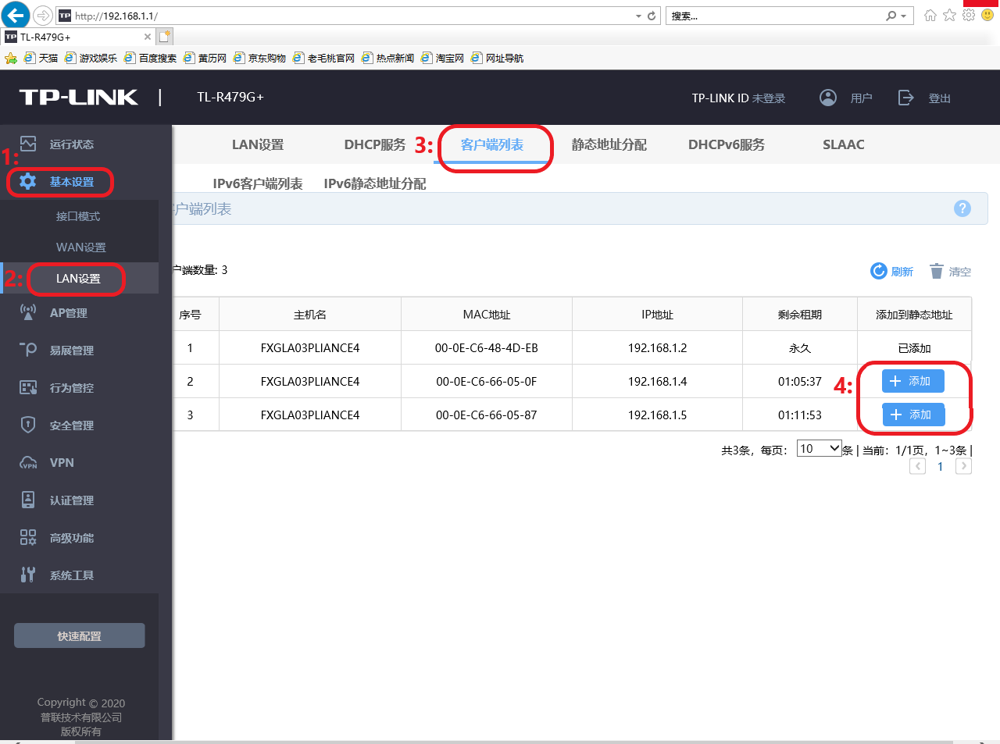 http://192.168.1.1/
搜索...
TP TL-R479G+
天猫 游戏娱乐 百度搜索 黄历网 京东购物 老毛桃官网 热点新闻 淘宝网 网址导航
TP-LINK | TL-R479G+ TP-LINK ID 未登录 用户 登出
运行状态
1:
基本设置
接口模式
WAN设置
2: LAN设置
AP管理
易展管理
行为管控
安全管理
VPN
认证管理
高级功能
系统工具
快速配置
Copyright © 2020
普联技术有限公司
版权所有
LAN设置 DHCP服务 3: 客户端列表 静态地址分配 DHCPv6服务 SLAAC
IPv6客户端列表 IPv6静态地址分配
户端列表 ?
户端数量: 3 刷新 清空
序号 主机名 MAC地址 IP地址 剩余租期 添加到静态地址
1 FXGLA03PLIANCE4 00-0E-C6-48-4D-EB 192.168.1.2 永久 已添加
2 FXGLA03PLIANCE4 00-0E-C6-66-05-0F 192.168.1.4 01:05:37 4: + 添加
3 FXGLA03PLIANCE4 00-0E-C6-66-05-87 192.168.1.5 01:11:53 + 添加
共3条，每页： 10 条 | 当前：1/1页，1~3条 |
< 1 >